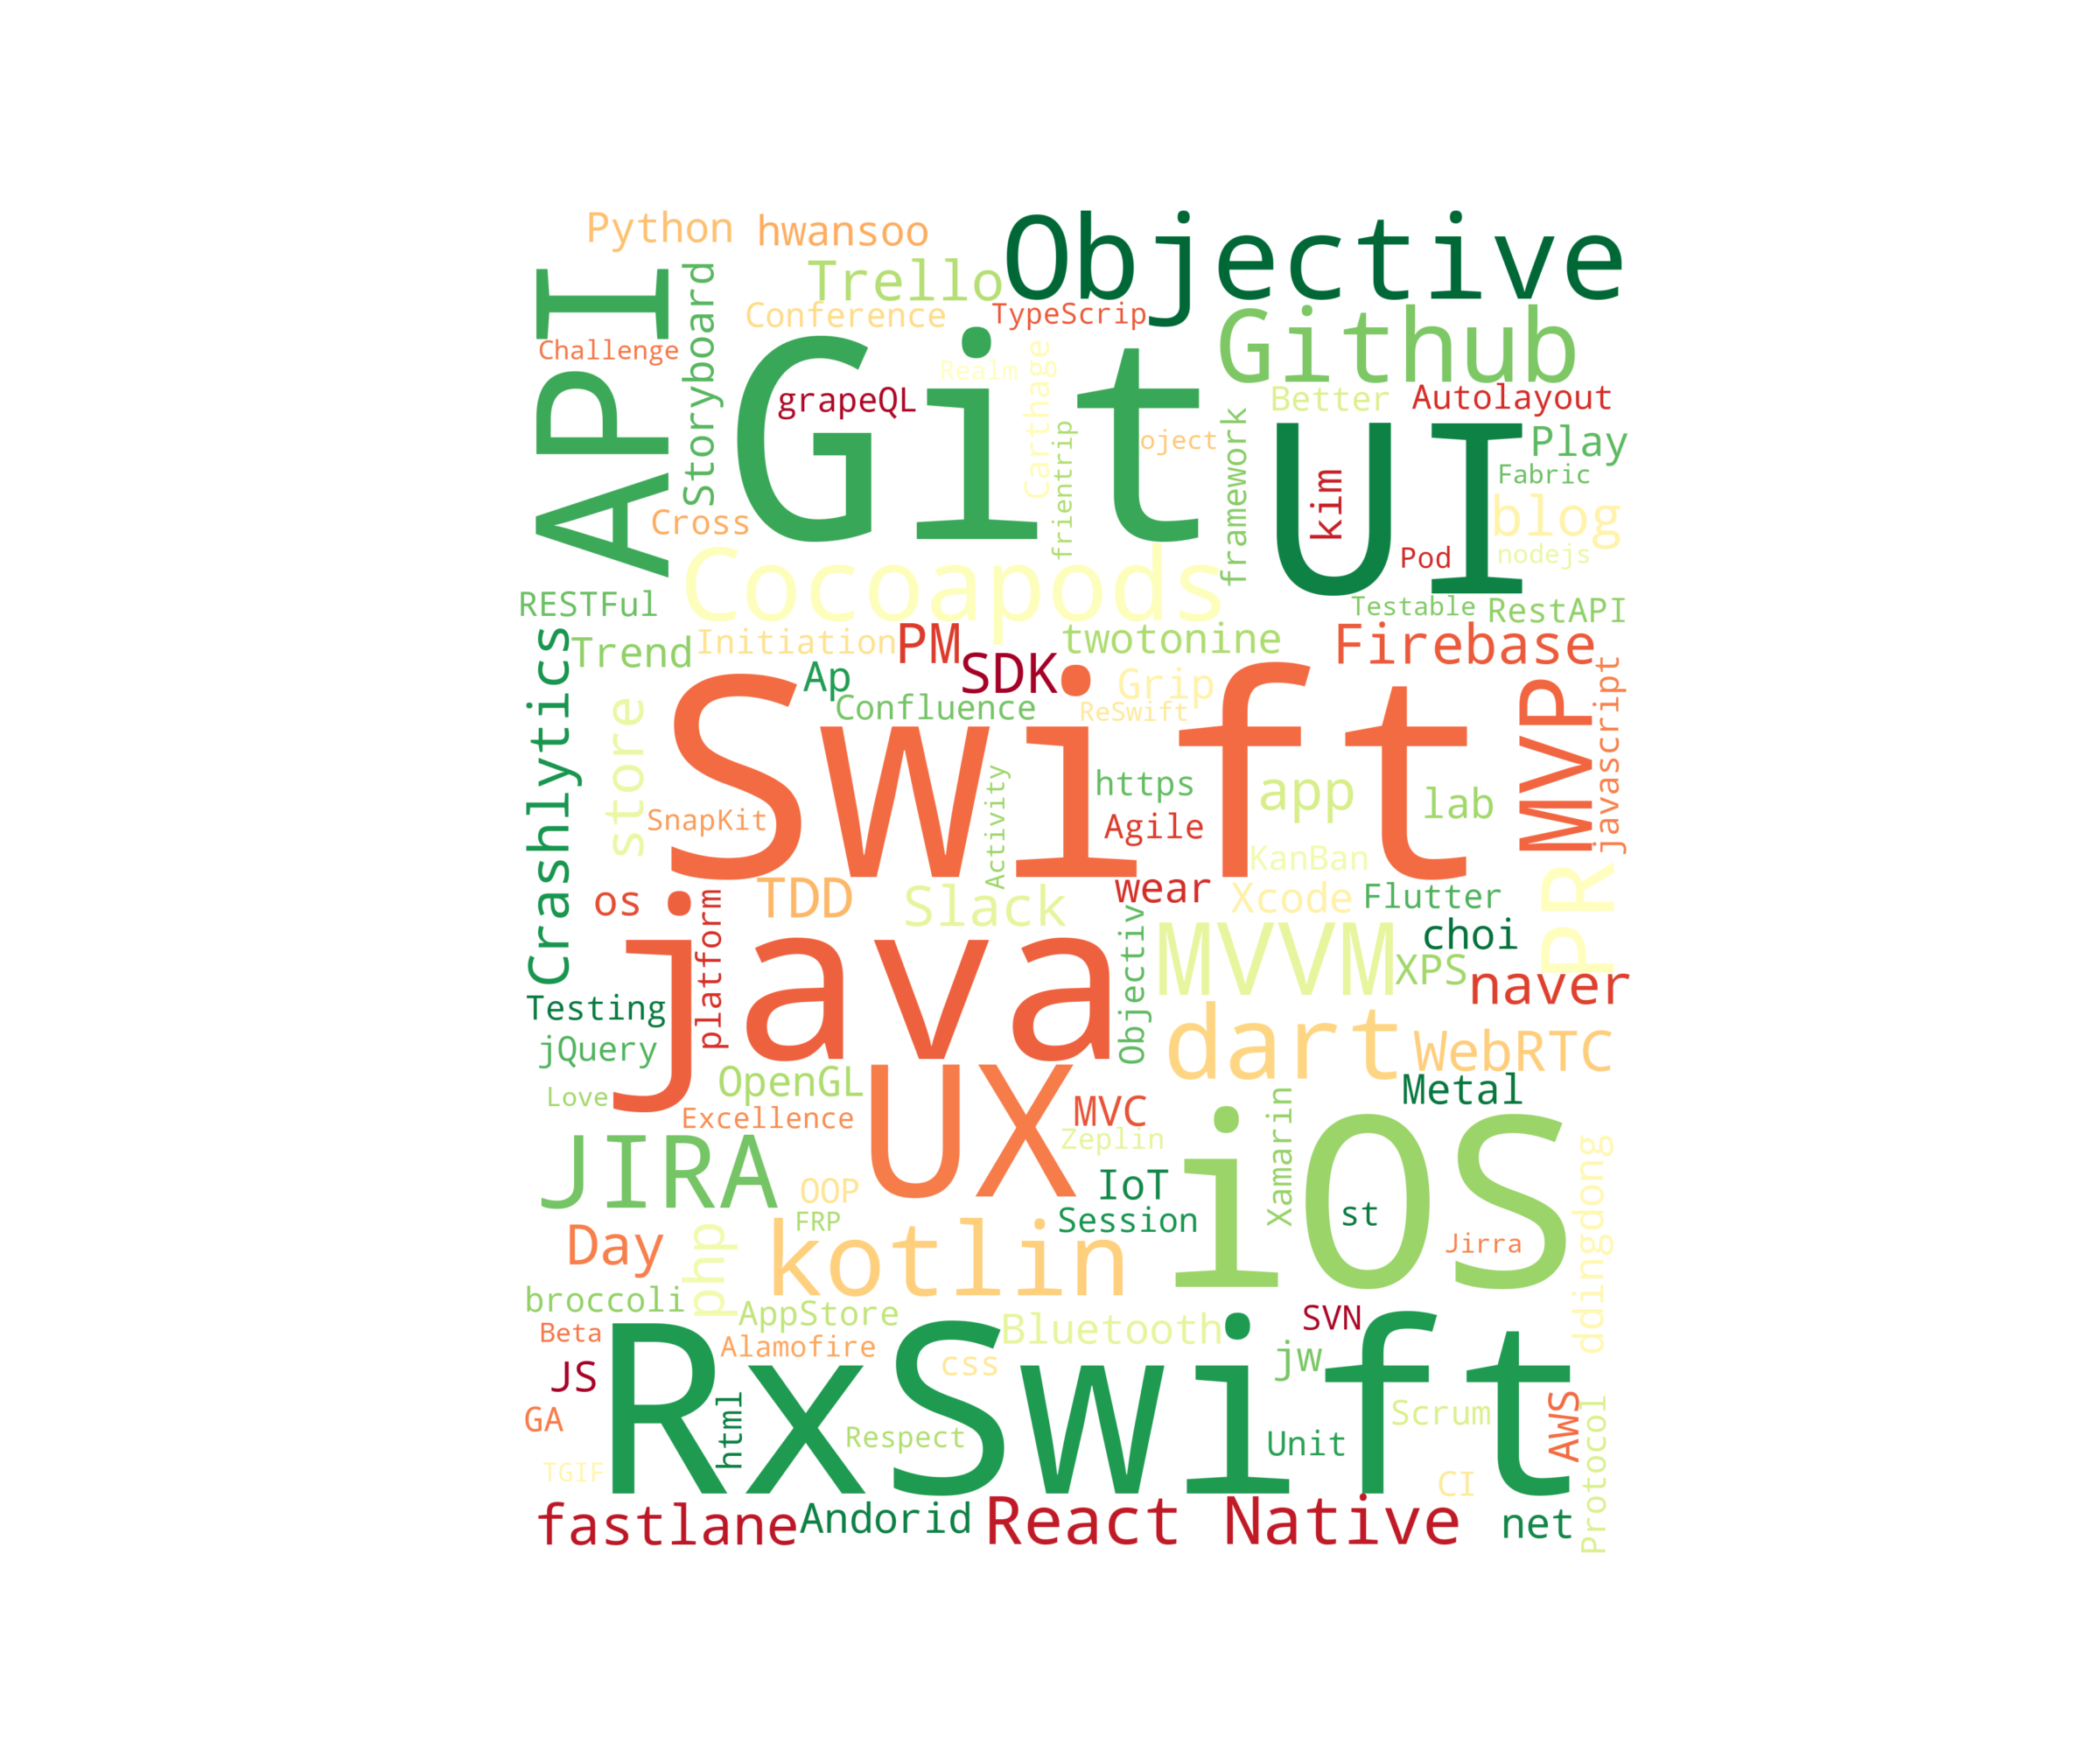 Python
hwansoo
Objective
Trello
API
Storyboard
Conference
TypeScrip
Github
Challenge
Git
Realm
Carthage
grapeQL
Better
Autolayout
frientrip
oject
framework
UI
kim
Play
Fabric
Cross
blog
Pod
nodejs
Cocoapods
RESTFul
Testable
RestAPI
Crashlytics
Trend
Initiation
PM
twotonine
Firebase
SDK
Ap
Grip
MVP
javascript
Confluence
ReSwift
store
Swift
https
app
lab
Activity
SnapKit
Agile
KanBan
PR
os
platform
TDD
Slack
wear
Xcode
Flutter
java
Objectiv
MVVM
choi
XPS
naver
Testing
dart
jQuery
WebRTC
OpenGL
UX
Metal
Love
Excellence
MVC
iOS
Xamarin
JIRA
Zeplin
ddingdong
OOP
IoT
st
FRP
Session
Day
php
kotlin
Jirra
broccoli
AppStore
Bluetooth
SVN
Beta
RxSwift
Alamofire
css
jw
JS
html
GA
Respect
Unit
Scrum
AWS
Protocol
TGIF
CI
fastlane
Andorid
React Native
net